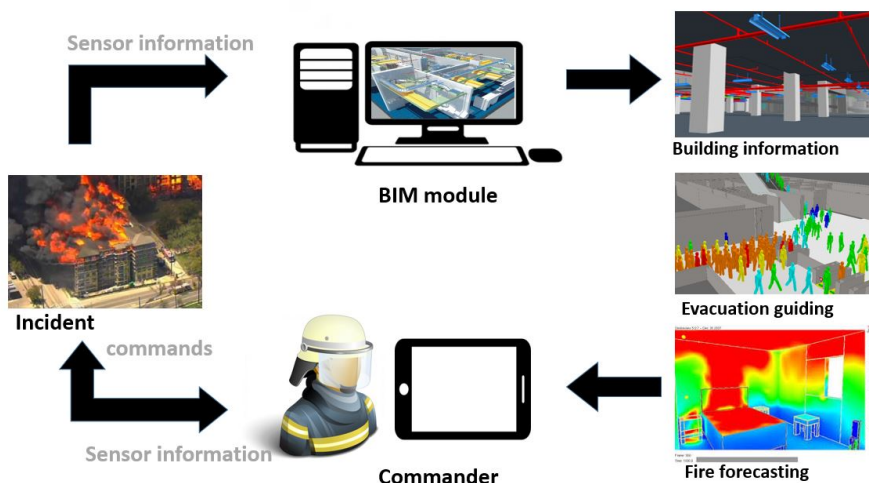 Sensor information
BIM module
Building information
Incident
Evacuation guiding
commands
Sensor information
Commander
Fire forecasting